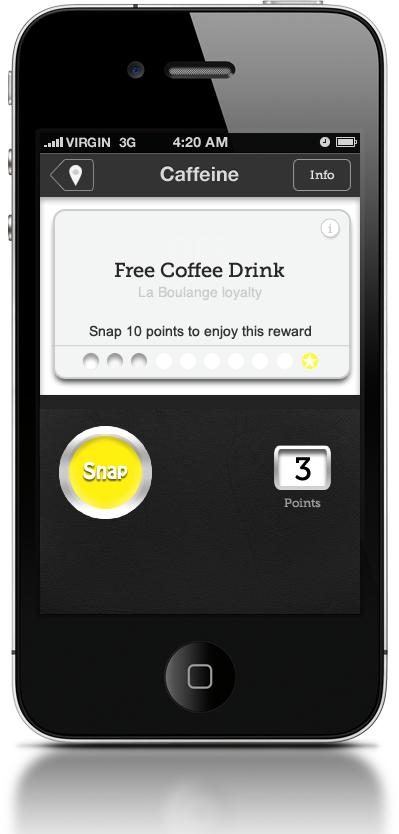 VIRGIN 3G 4:20 AM
Caffeine
Info
i
Free Coffee Drink
La Boulange loyalty
Snap 10 points to enjoy this reward
Snap
3
Points